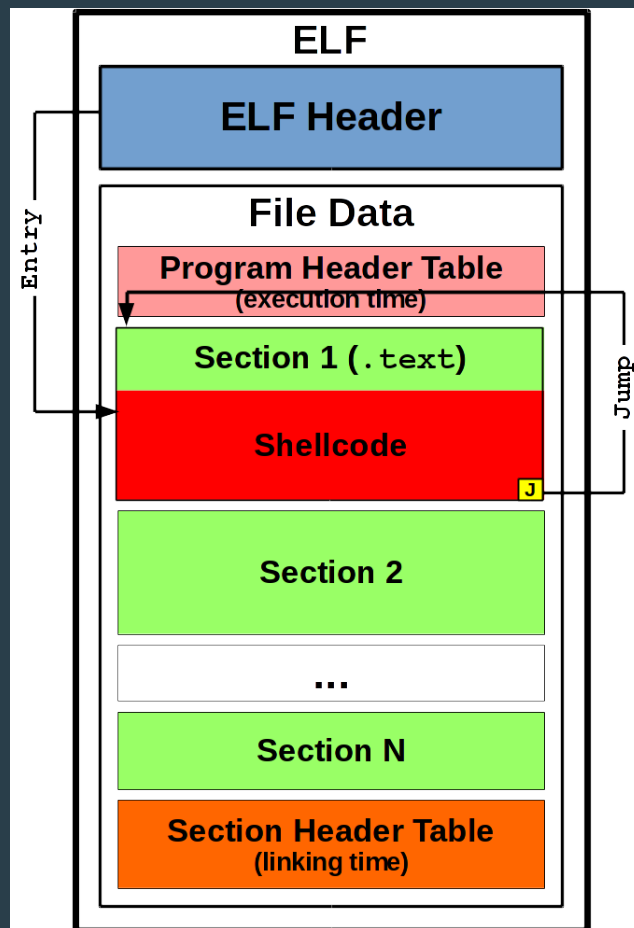 ELF
ELF Header
Entry
File Data
Program Header Table
(execution time)
Section 1 (.text)
Jump
Shellcode
J
Section 2
...
Section N
Section Header Table
(linking time)